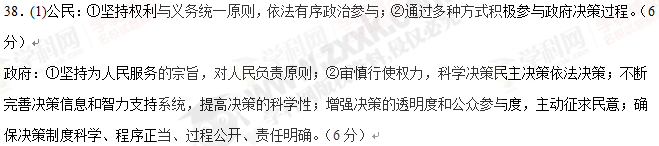 38．(1)公民：①坚持权利与义务统一原则，依法有序政治参与；②通过多种方式积极参与政府决策过程。（6
分）
政府：①坚持为人民服务的宗旨，对人民负责原则；②审慎行使权力，科学决策民主决策依法决策；不断
完善决策信息和智力支持系统，提高决策的科学性；增强决策的透明度和公众参与度，主动征求民意；确
保决策制度科学、程序正当、过程公开、责任明确。（6 分）